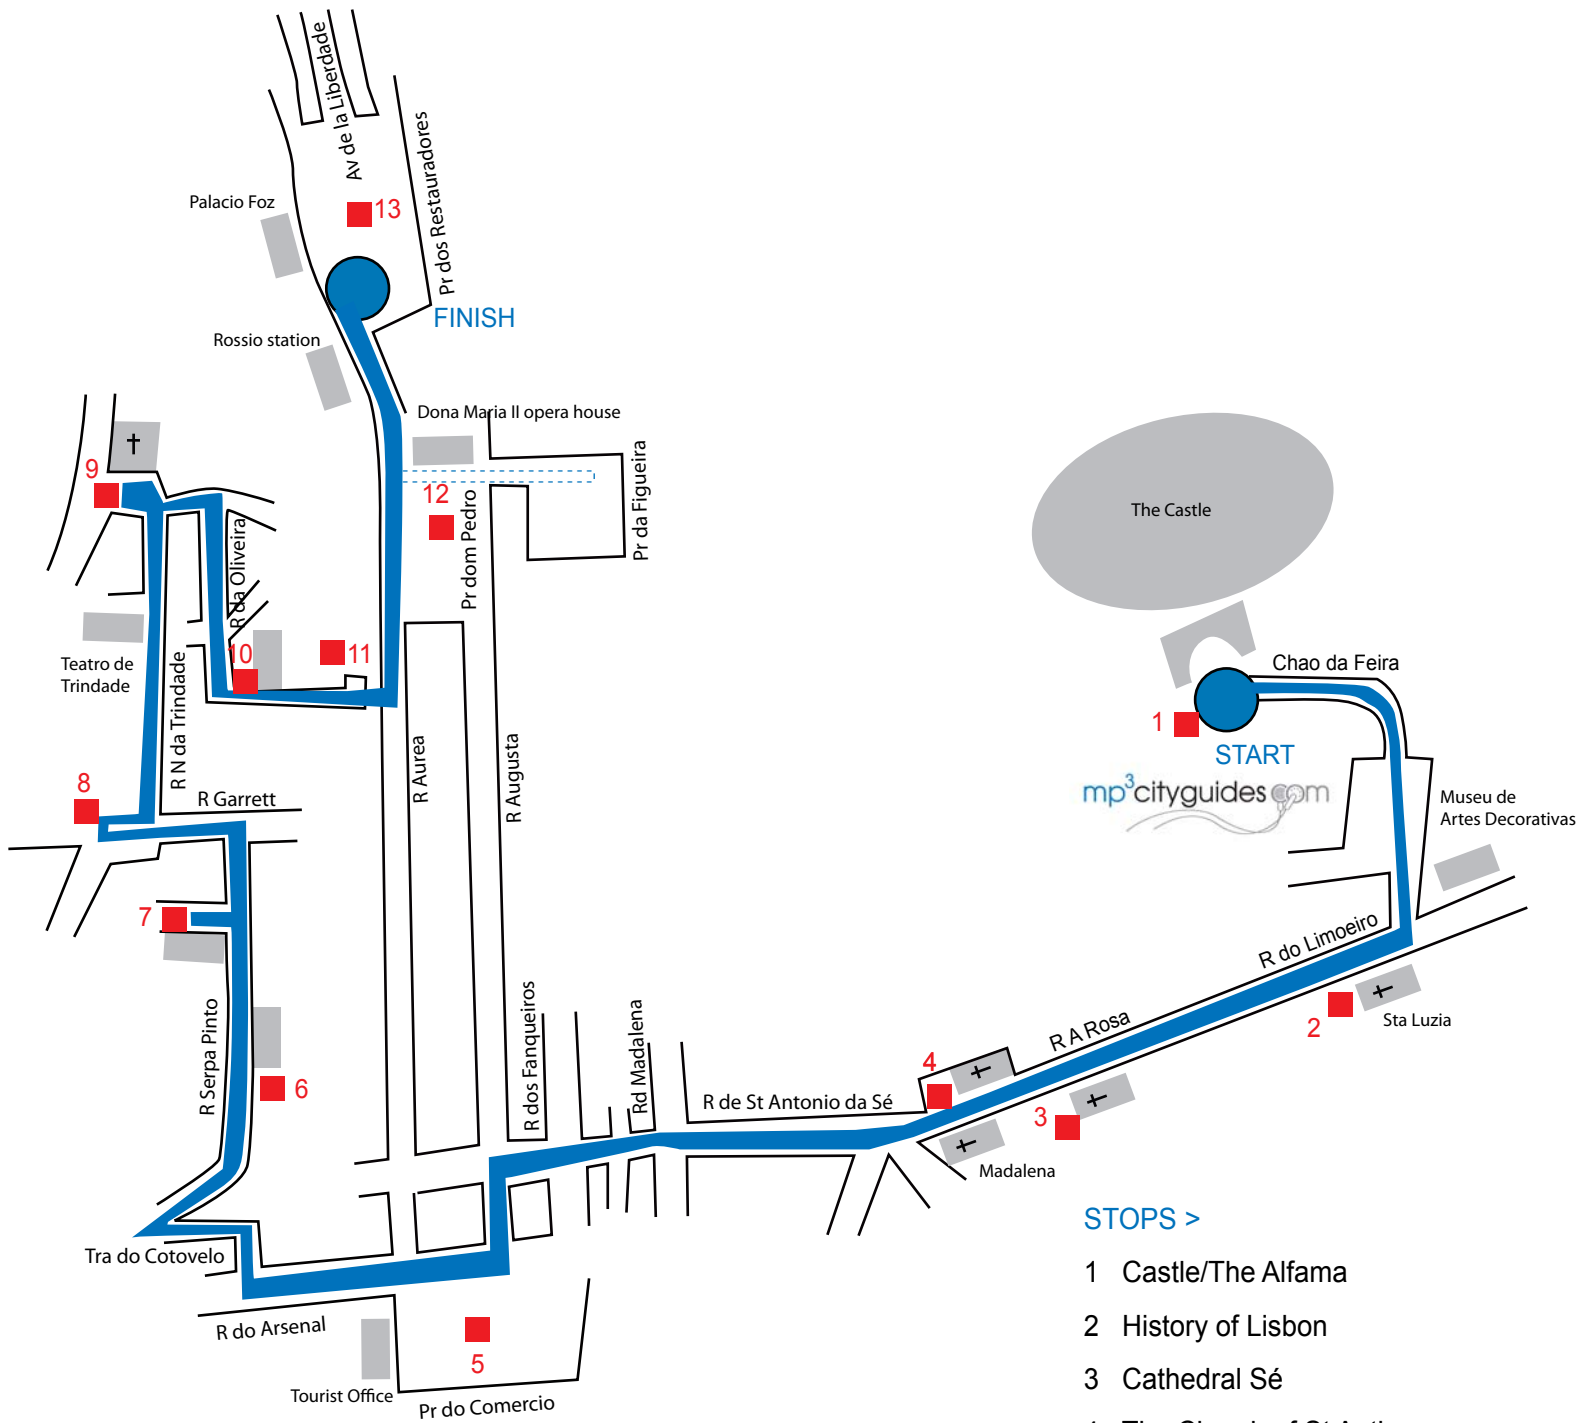 Av de la Liberdade
Pr dos Restauradores
Palacio Foz
13
FINISH
Rossio station
Dona Maria II opera house
9
12
Pr dom Pedro
Pr da Figueira
The Castle
R da Oliveira
Teatro de
Trindade
10
11
R N da Trindade
Chao da Feira
1
START
mp3cityguides.com
8
R Garrett
R Aurea
R Augusta
Museu de
Artes Decorativas
7
R do Limoeiro
R Serpa Pinto
6
R dos Fanqueiros
Rd Madalena
R de St Antonio da Sé
4
R A Rosa
2
Sta Luzia
3
Madalena
Tra do Cotovelo
R do Arsenal
Tourist Office
5
Pr do Comercio
STOPS >
1 Castle/The Alfama
2 History of Lisbon
3 Cathedral Sé